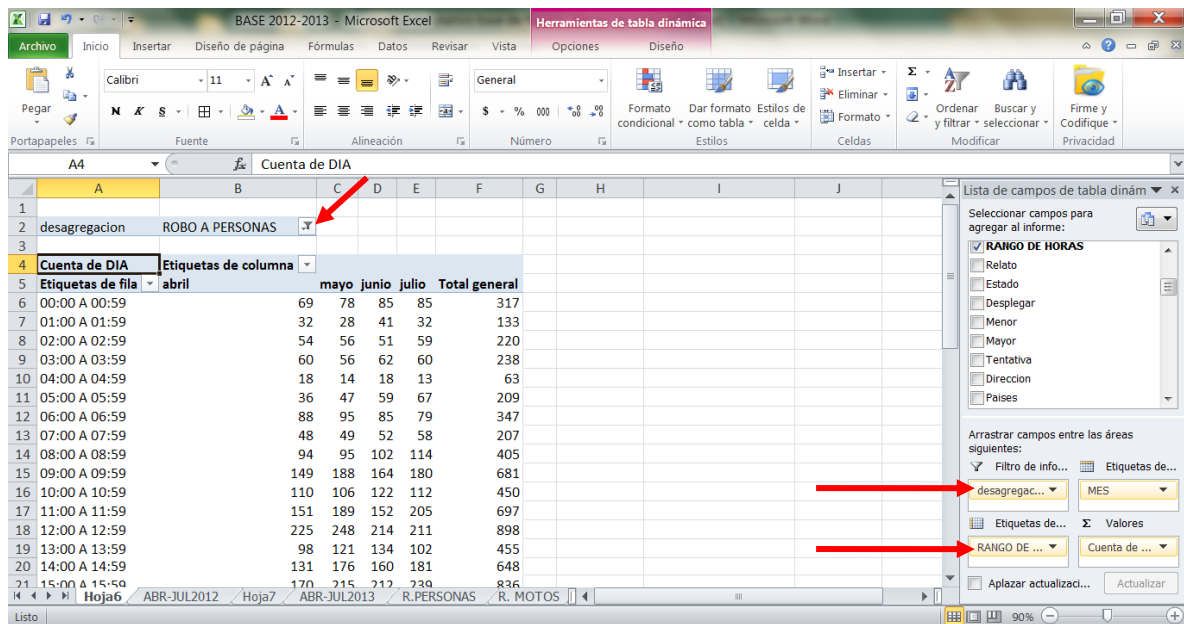 BASE 2012-2013 - Microsoft Excel
Herramientas de tabla dinámica
Archivo Inicio Insertar Diseño de página Fórmulas Datos Revisar Vista Opciones Diseño
Pegar
Portapapeles
Calibri 11
N K S
Fuente
Alineación
General
$ % 000
Número
Formato condicional
Dar formato como tabla
Estilos de celda
Estilos
Insertar
Eliminar
Formato
Celdas
Ordenar y filtrar
Buscar y seleccionar
Modificar
Firme y Codifique
Privacidad
A4 fx Cuenta de DIA
A B C D E F G H I J
1
2 desagregacion ROBO A PERSONAS
3
4 Cuenta de DIA Etiquetas de columna
5 Etiquetas de fila abril mayo junio julio Total general
6 00:00 A 00:59 69 78 85 85 317
7 01:00 A 01:59 32 28 41 32 133
8 02:00 A 02:59 54 56 51 59 220
9 03:00 A 03:59 60 56 62 60 238
10 04:00 A 04:59 18 14 18 13 63
11 05:00 A 05:59 36 47 59 67 209
12 06:00 A 06:59 88 95 85 79 347
13 07:00 A 07:59 48 49 52 58 207
14 08:00 A 08:59 94 95 102 114 405
15 09:00 A 09:59 149 188 164 180 681
16 10:00 A 10:59 110 106 122 112 450
17 11:00 A 11:59 151 189 152 205 697
18 12:00 A 12:59 225 248 214 211 898
19 13:00 A 13:59 98 121 134 102 455
20 14:00 A 14:59 131 176 160 181 648
21 15:00 A 15:59 170 215 212 239 836
Hoja6 ABR-JUL2012 Hoja7 ABR-JUL2013 R.PERSONAS R. MOTOS
Listo 90%
Lista de campos de tabla dinám
Seleccionar campos para
agregar al informe:
RANGO DE HORAS
Relato
Estado
Desplegar
Menor
Mayor
Tentativa
Direccion
Paises
Arrastrar campos entre las áreas
siguientes:
Filtro de info... Etiquetas de...
desagregac... MES
Etiquetas de... Σ Valores
RANGO DE ... Cuenta de ...
Aplazar actualizaci... Actualizar